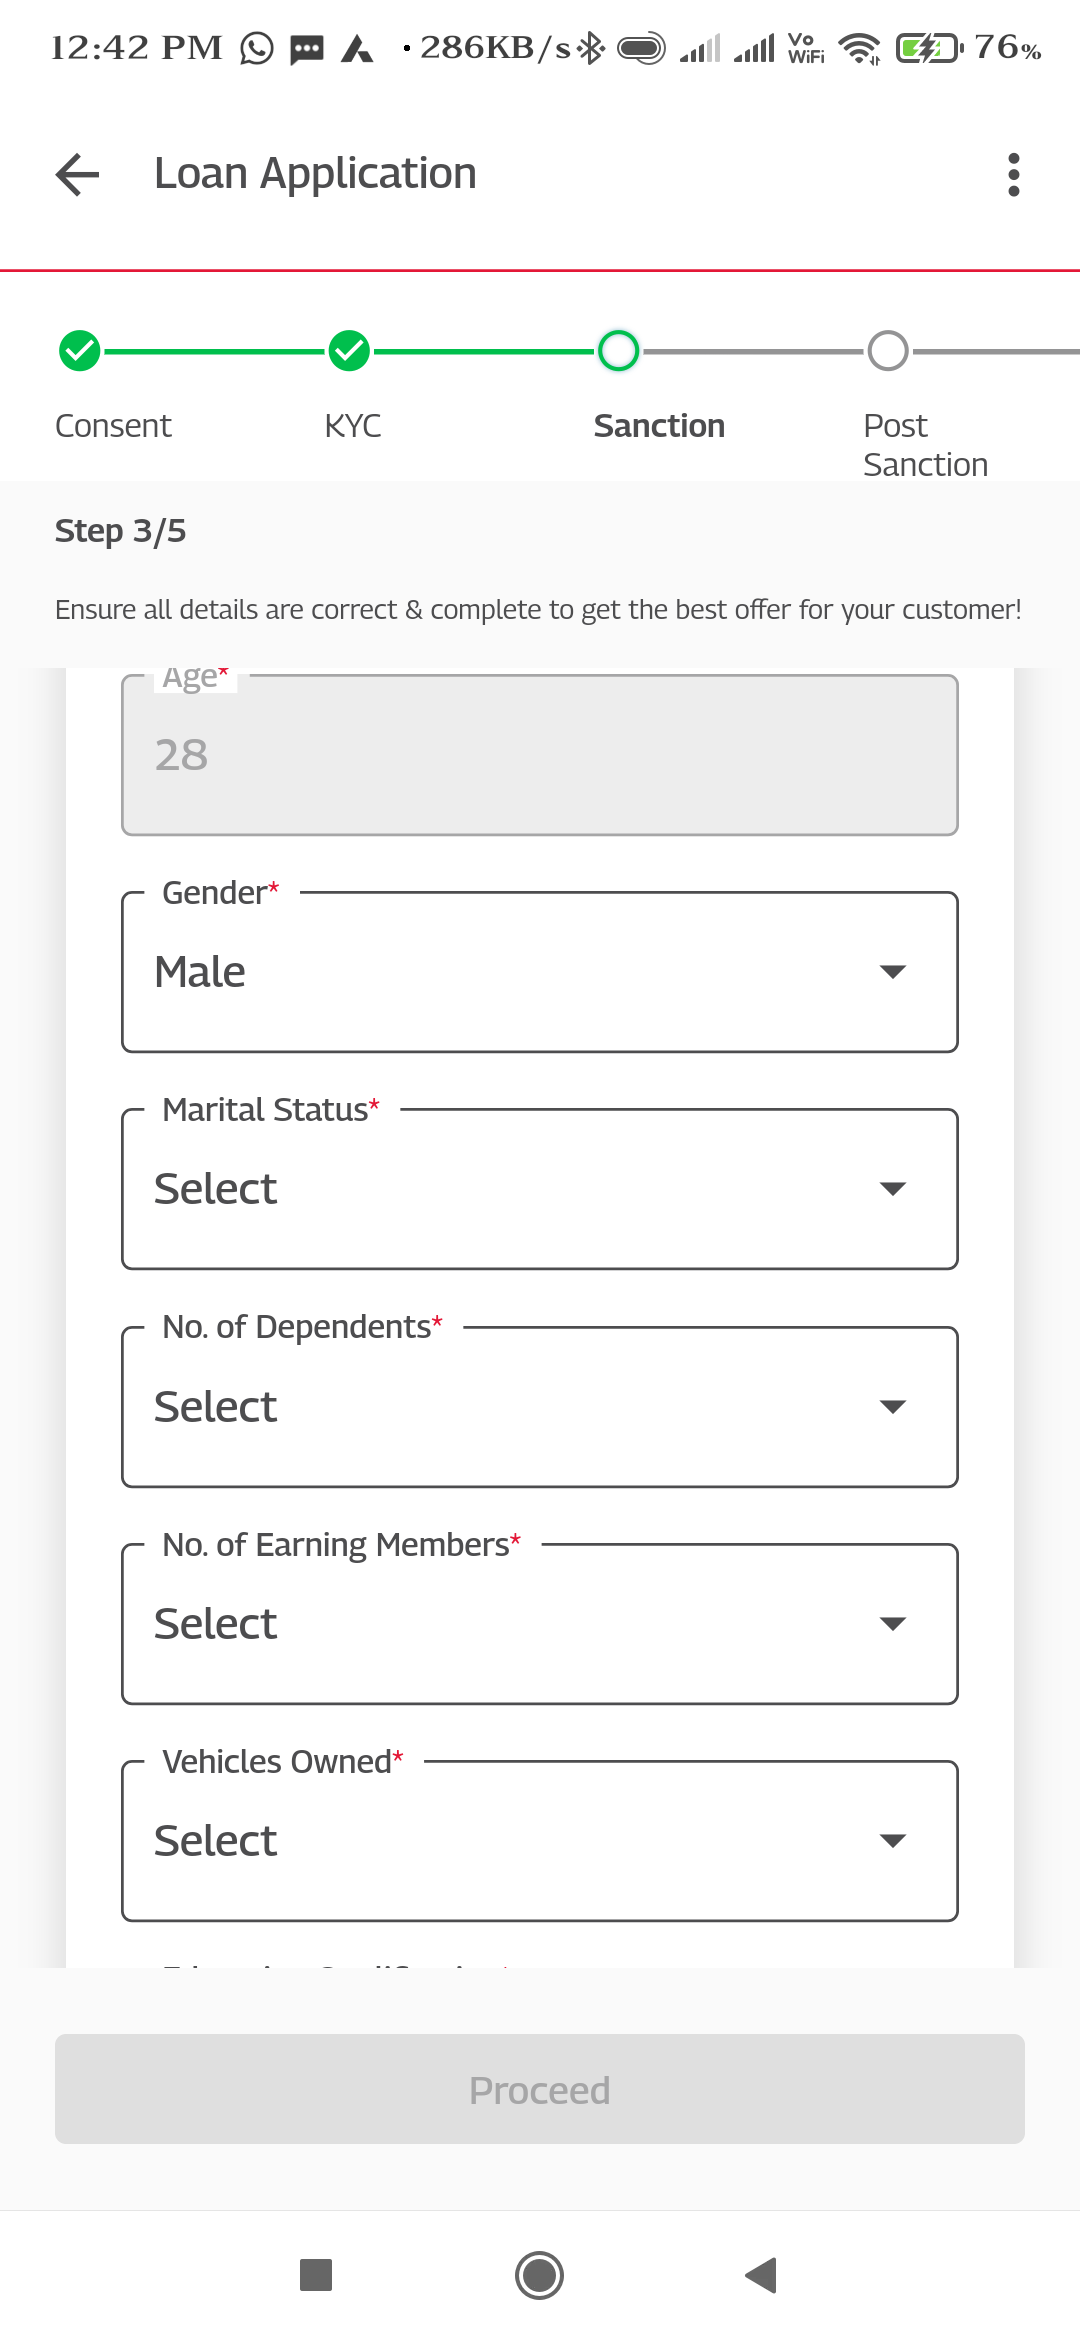 12:42 PM 286KB/s Vo WiFi 76%
Loan Application
Consent KYC Sanction Post Sanction
Step 3/5
Ensure all details are correct & complete to get the best offer for your customer!
Age*
28
Gender*
Male
Marital Status*
Select
No. of Dependents*
Select
No. of Earning Members*
Select
Vehicles Owned*
Select
Proceed